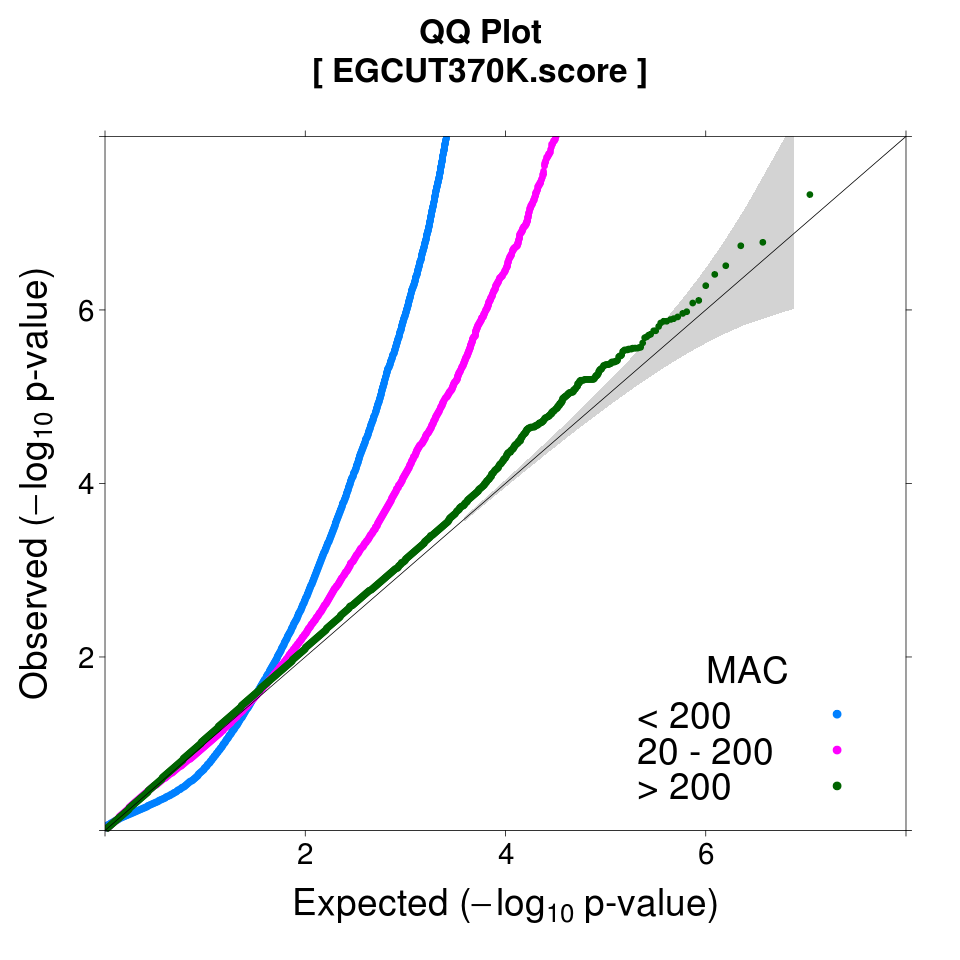 QQ Plot
[ EGCUT370K.score ]
Observed (−log10 p-value)
6
4
2
MAC
< 200
20 - 200
> 200
2 4 6
Expected (−log10 p-value)